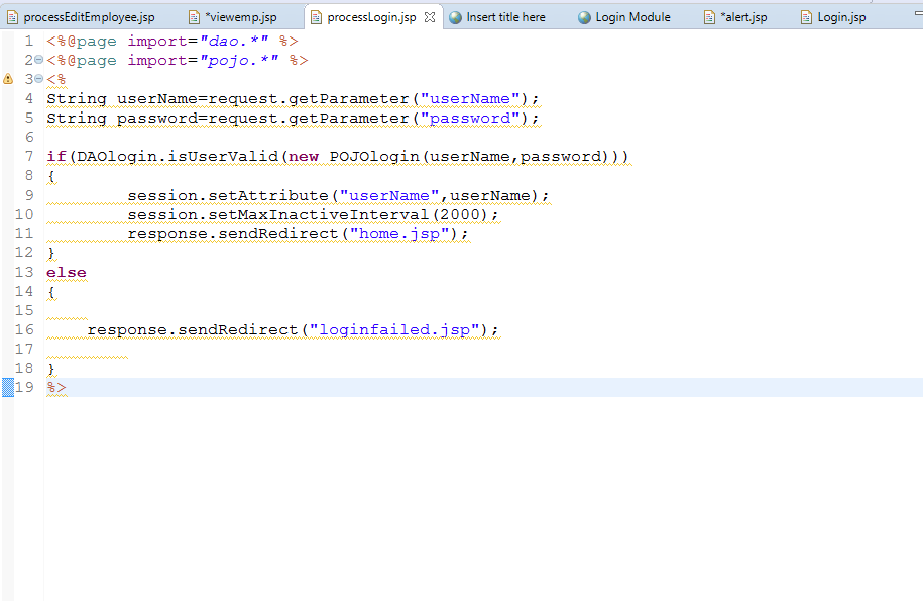 processEditEmployee.jsp *viewemp.jsp processLogin.jsp Insert title here Login Module *alert.jsp Login.jsp
1 <%@page import="dao.*" %>
2 <%@page import="pojo.*" %>
3 <%
4 String userName=request.getParameter("userName");
5 String password=request.getParameter("password");
6
7 if(DAOlogin.isUserValid(new POJOlogin(userName,password)))
8 {
9 session.setAttribute("userName",userName);
10 session.setMaxInactiveInterval(2000);
11 response.sendRedirect("home.jsp");
12 }
13 else
14 {
15
16 response.sendRedirect("loginfailed.jsp");
17
18 }
19 %>